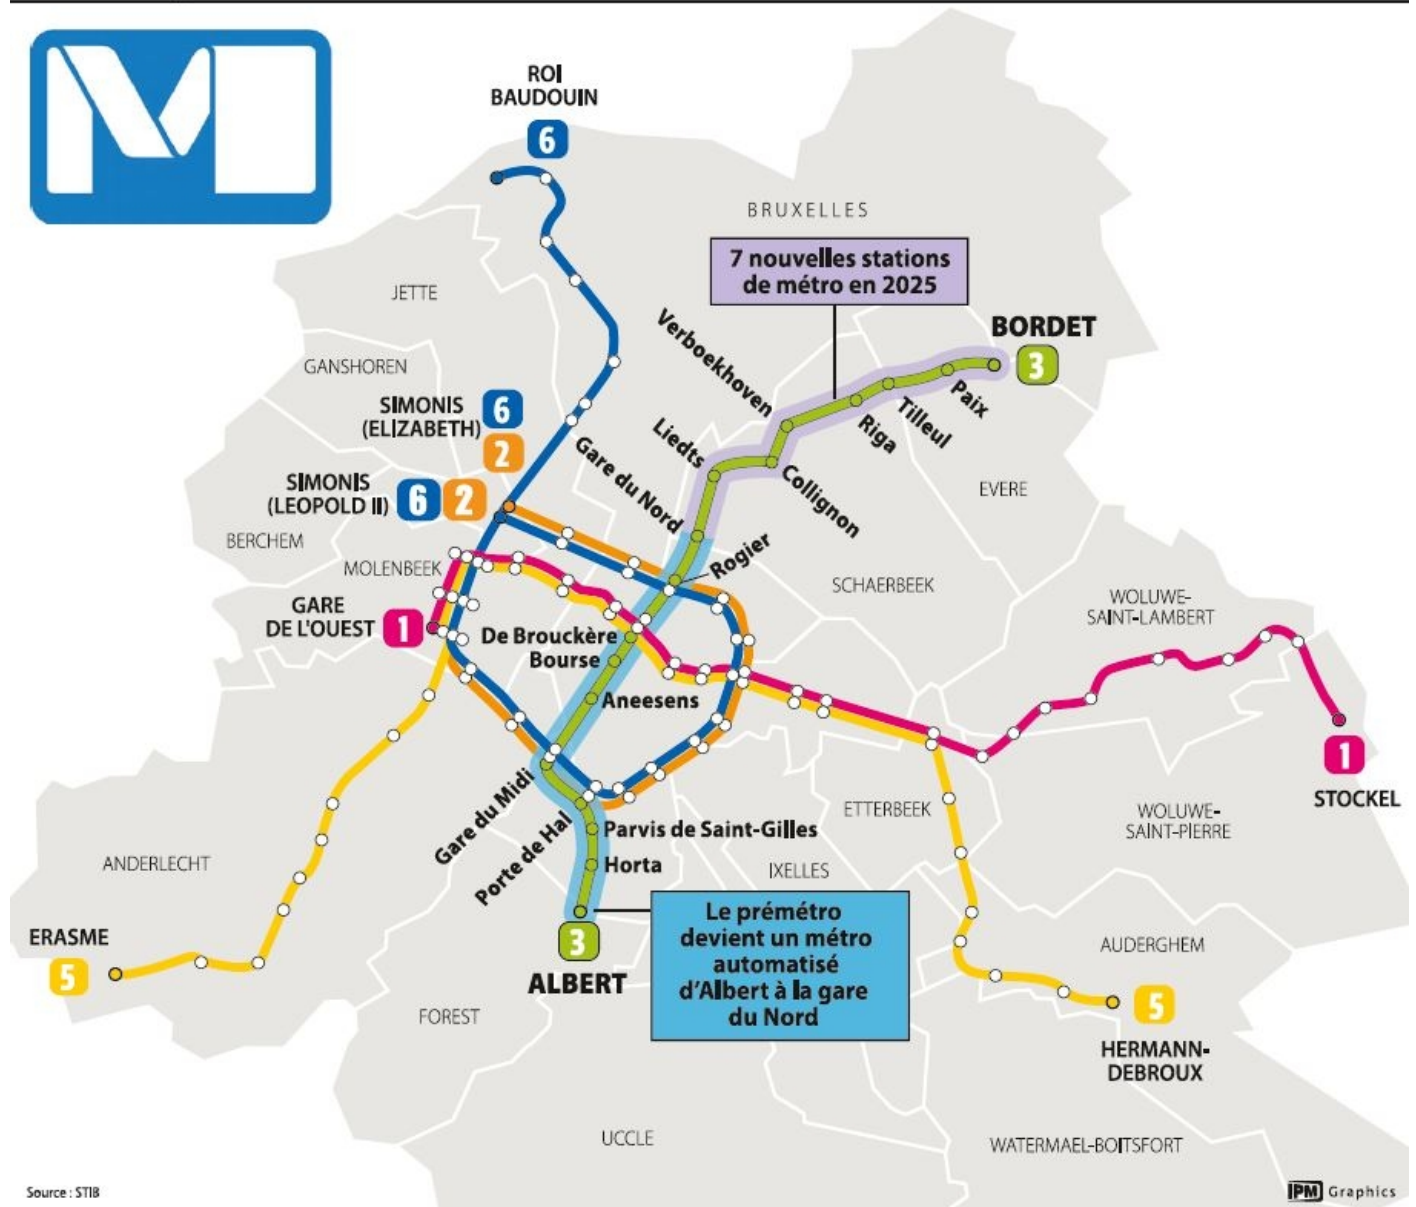 M
ROI
BAUDOUIN
6
BRUXELLES
7 nouvelles stations
de métro en 2025
JETTE
BORDET
3
Verboekhoven
GANSHOREN
Paix
SIMONIS
(ELIZABETH)
6
2
Tilleul
Riga
Liedts
Gare du Nord
Collignon
SIMONIS
(LEOPOLD II)
6
2
EVERE
BERCHEM
Rogier
MOLENBEEK
SCHAERBEEK
WOLUWE-
SAINT-LAMBERT
GARE
DE L'OUEST
1
De Brouckère
Bourse
Aneesens
1
STOCKEL
Gare du Midi
ETTERBEEK
WOLUWE-
SAINT-PIERRE
Porte de Hal
Parvis de Saint-Gilles
ANDERLECHT
Horta
IXELLES
Le prémétro
devient un métro
automatisé
d'Albert à la gare
du Nord
ERASME
5
3
ALBERT
AUDERGHEM
FOREST
5
HERMANN-
DEBROUX
UCCLE
WATERMAEL-BOITSFORT
Source : STIB
IPM Graphics